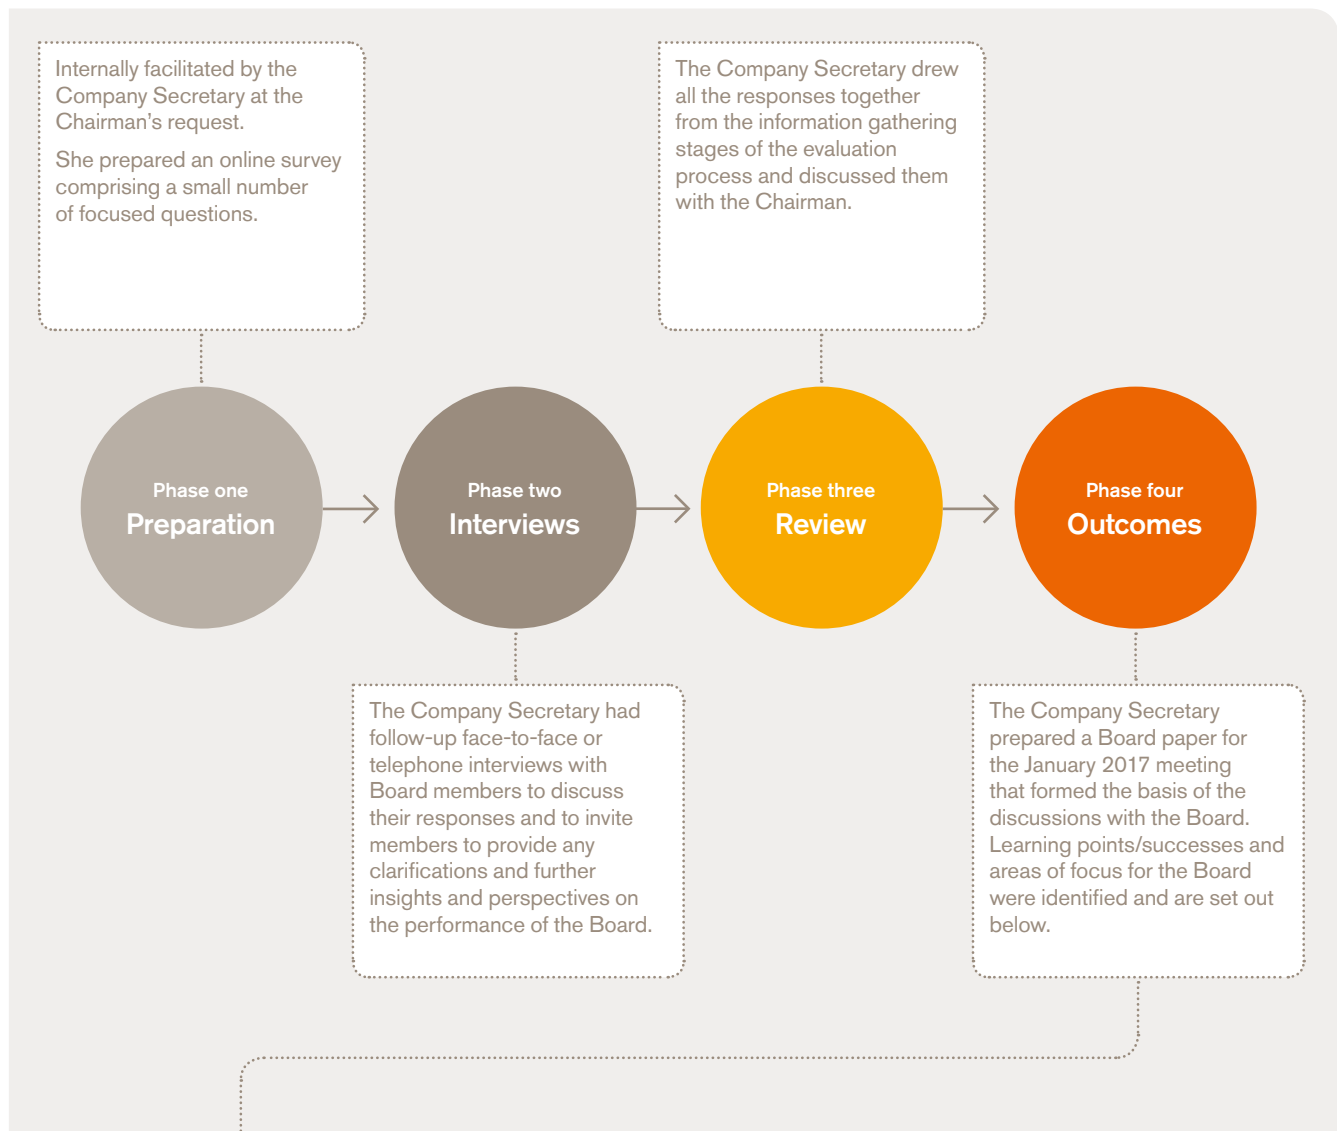 Internally facilitated by the
Company Secretary at the
Chairman's request.
She prepared an online survey
comprising a small number
of focused questions.
The Company Secretary drew
all the responses together
from the information gathering
stages of the evaluation
process and discussed them
with the Chairman.
Phase one
Preparation
Phase two
Interviews
Phase three
Review
Phase four
Outcomes
The Company Secretary had
follow-up face-to-face or
telephone interviews with
Board members to discuss
their responses and to invite
members to provide any
clarifications and further
insights and perspectives on
the performance of the Board.
The Company Secretary
prepared a Board paper for
the January 2017 meeting
that formed the basis of the
discussions with the Board.
Learning points/successes and
areas of focus for the Board
were identified and are set out
below.